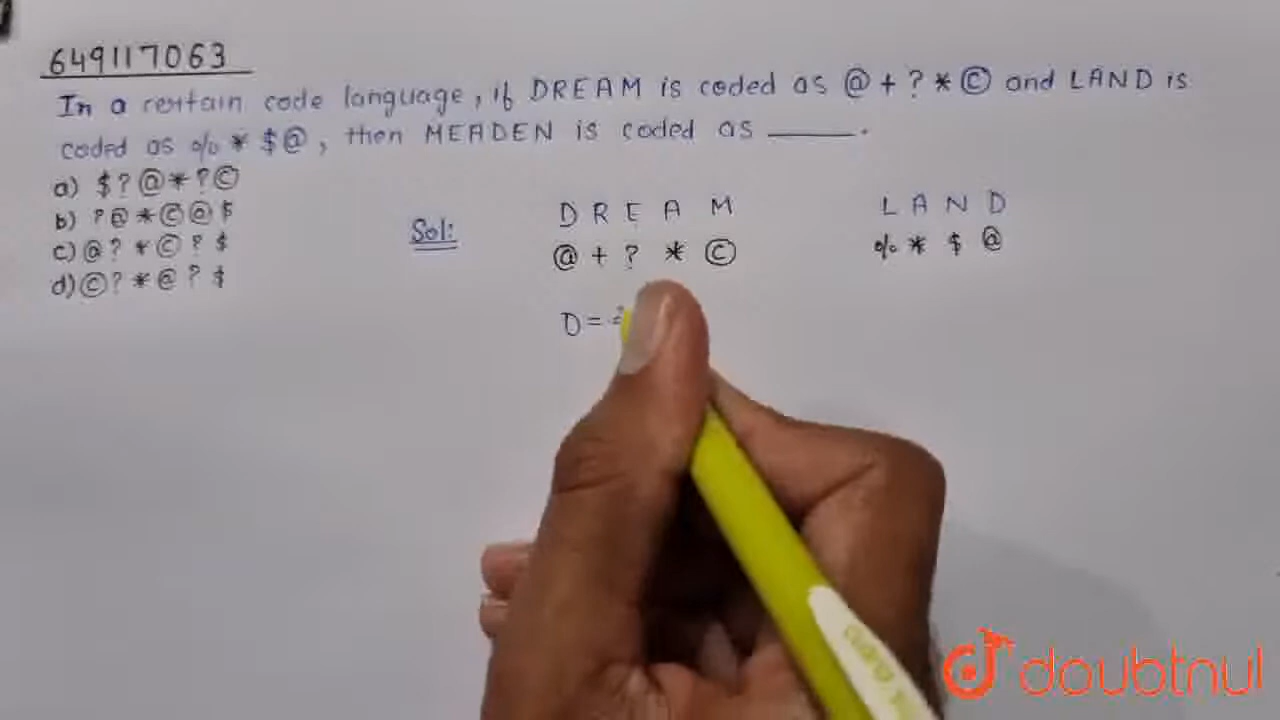 649117063
In a certain code language, if DREAM is coded as @ + ? * © and LAND is
coded as % * $ @, then MEADEN is coded as _____.
a) $ ? @ * ? ©
b) ? @ * © @ $
c) @ ? * © ? $
d) © ? * @ ? $
Sol:
D R E A M
@ + ? * ©
L A N D
% * $ @
D =
doubtnut